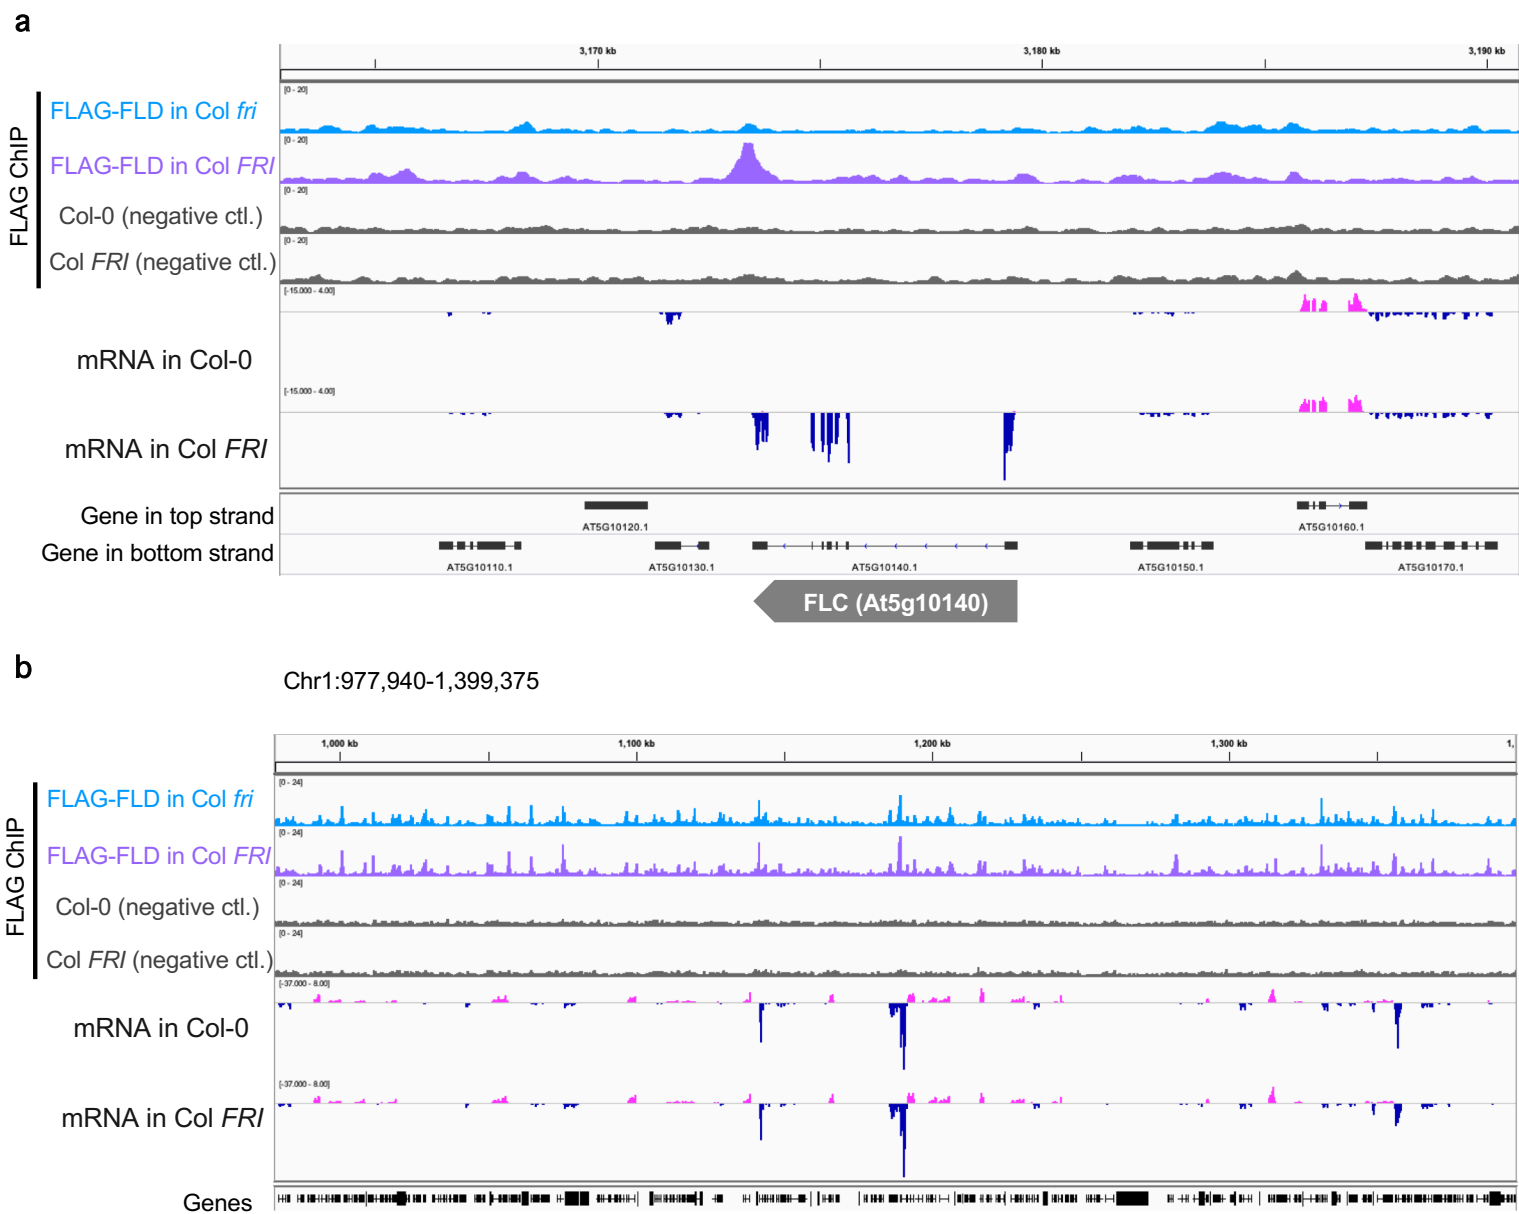 a
3,170 kb 3,180 kb 3,190 kb
FLAG ChIP
[0 - 20]
FLAG-FLD in Col fri
[0 - 20]
FLAG-FLD in Col FRI
[0 - 20]
Col-0 (negative ctl.)
[0 - 20]
Col FRI (negative ctl.)
[-15.000 - 4.00]
mRNA in Col-0
[-15.000 - 4.00]
mRNA in Col FRI
Gene in top strand
AT5G10120.1 AT5G10160.1
Gene in bottom strand
AT5G10110.1 AT5G10130.1 AT5G10140.1 AT5G10150.1 AT5G10170.1
FLC (At5g10140)
b
Chr1:977,940-1,399,375
1,000 kb 1,100 kb 1,200 kb 1,300 kb 1,
FLAG ChIP
[0 - 24]
FLAG-FLD in Col fri
[0 - 24]
FLAG-FLD in Col FRI
[0 - 24]
Col-0 (negative ctl.)
[0 - 24]
Col FRI (negative ctl.)
[-37.000 - 8.00]
mRNA in Col-0
[-37.000 - 8.00]
mRNA in Col FRI
Genes